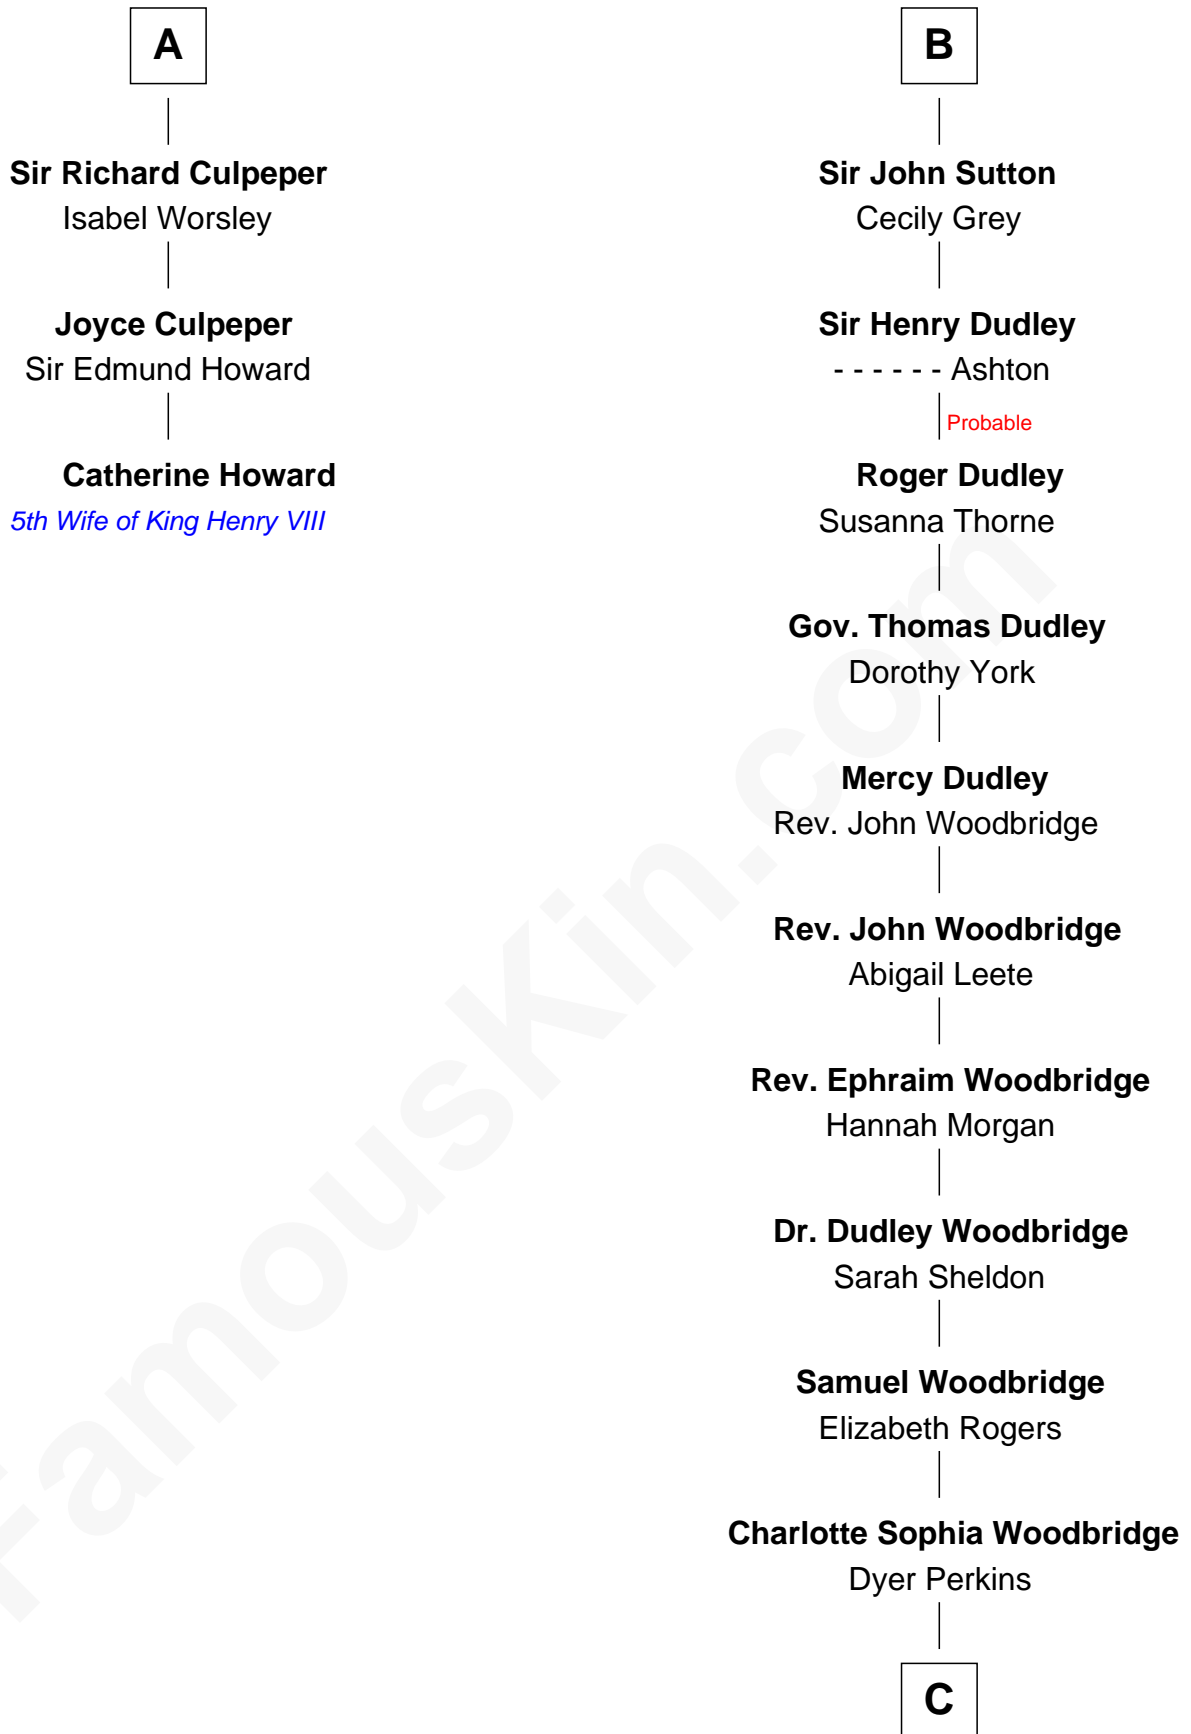 A
Sir Richard Culpeper
Isabel Worsley
Joyce Culpeper
Sir Edmund Howard
Catherine Howard
5th Wife of King Henry VIII
B
Sir John Sutton
Cecily Grey
Sir Henry Dudley
- - - - - - Ashton
Probable
Roger Dudley
Susanna Thorne
Gov. Thomas Dudley
Dorothy York
Mercy Dudley
Rev. John Woodbridge
Rev. John Woodbridge
Abigail Leete
Rev. Ephraim Woodbridge
Hannah Morgan
Dr. Dudley Woodbridge
Sarah Sheldon
Samuel Woodbridge
Elizabeth Rogers
Charlotte Sophia Woodbridge
Dyer Perkins
C
FamousKin.com